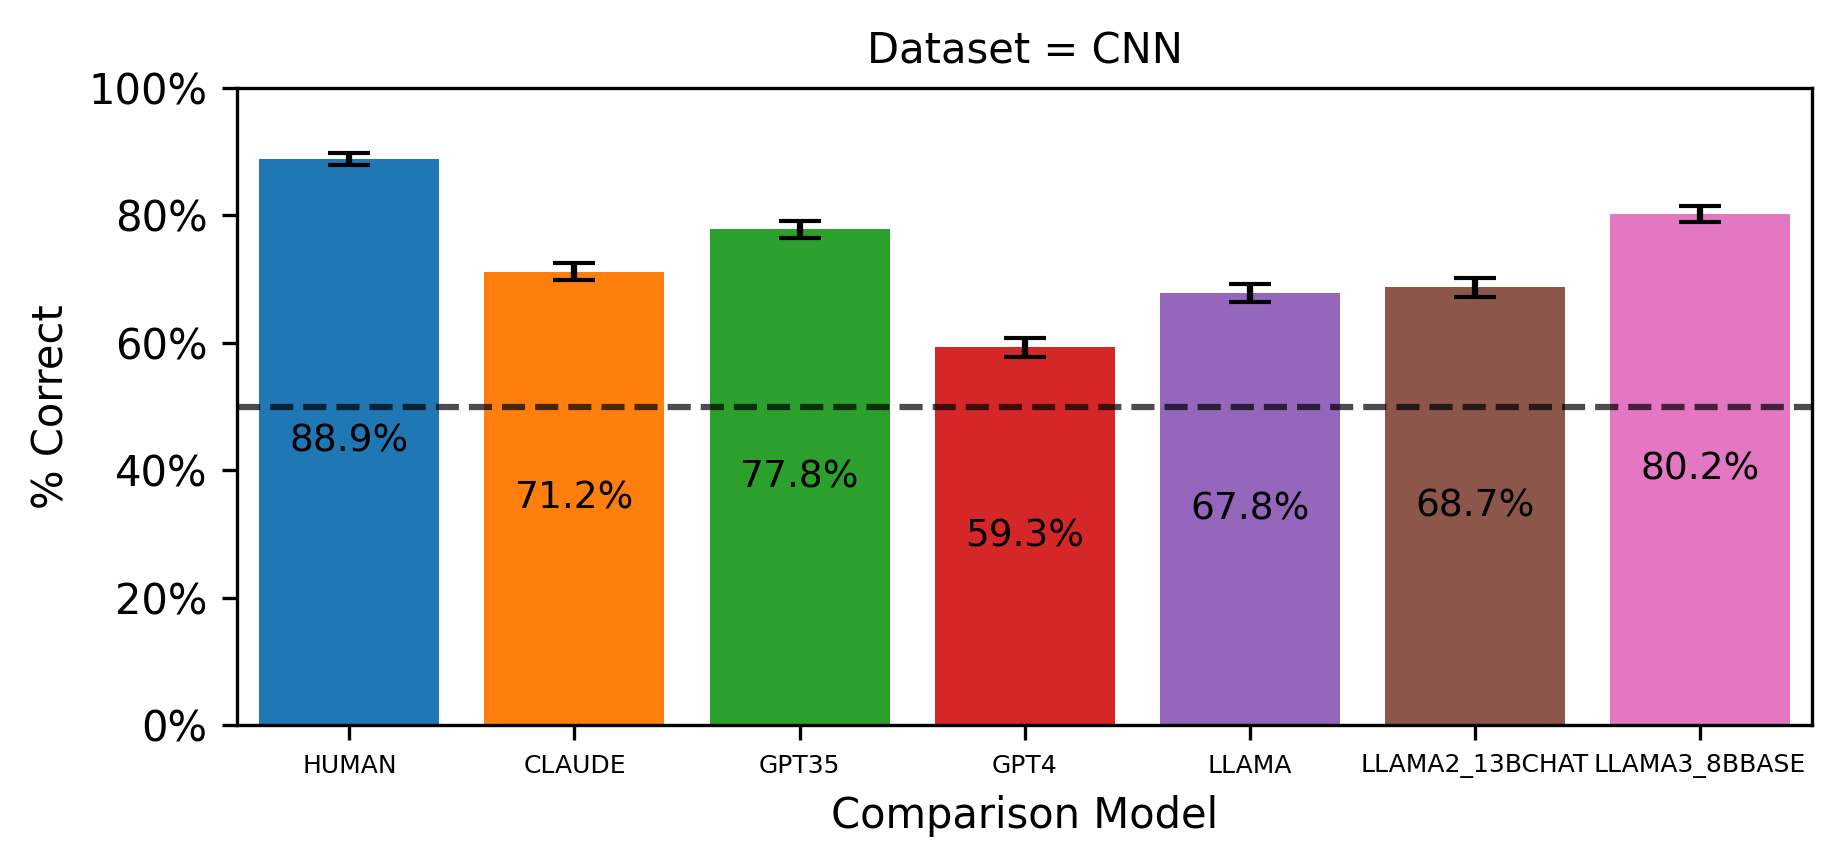 Dataset = CNN
% Correct
100%
80%
60%
40%
20%
0%
88.9%
71.2%
77.8%
59.3%
67.8%
68.7%
80.2%
HUMAN
CLAUDE
GPT35
GPT4
LLAMA
LLAMA2_13BCHAT
LLAMA3_8BBASE
Comparison Model